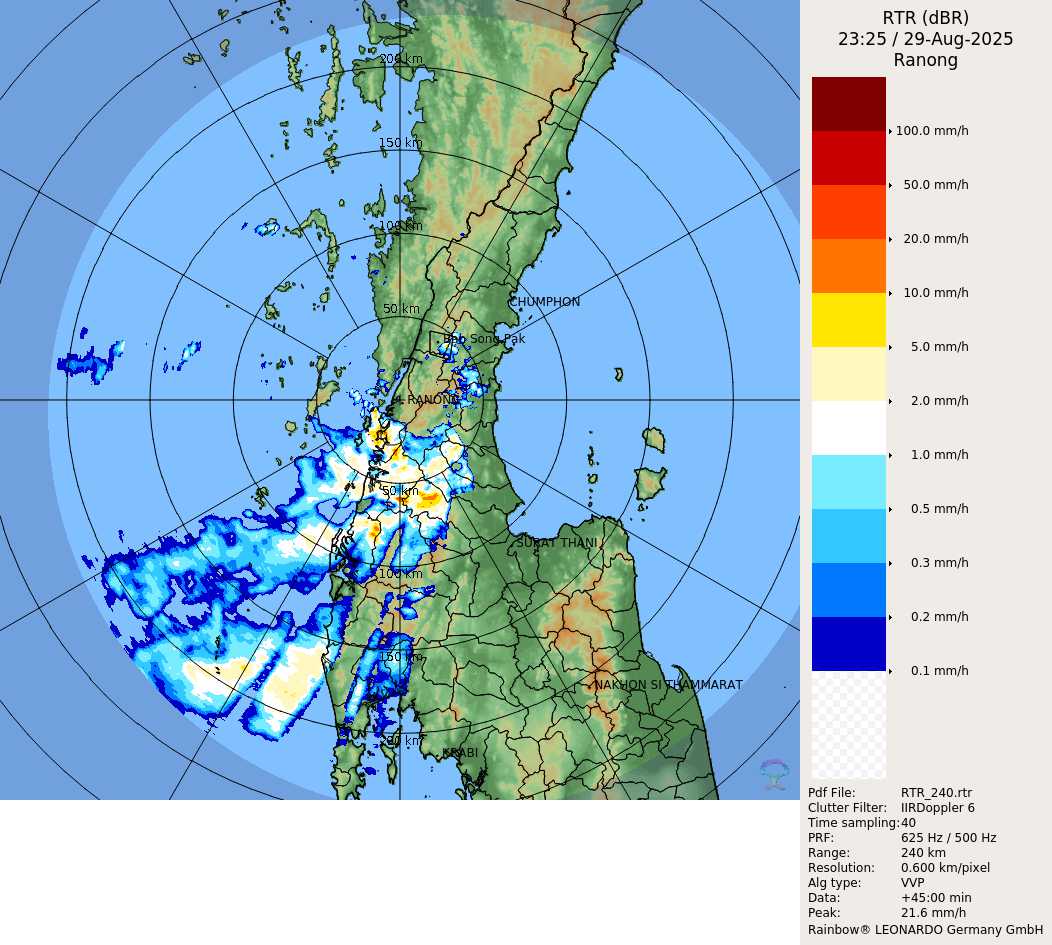 RTR (dBR)
23:25 / 29-Aug-2025
Ranong
200 km
150 km
100 km
50 km
CHUMPHON
Bab Song Pak
RANONG
50 km
SURAT THANI
100 km
150 km
NAKHON SI THAMMARAT
KRABI
100.0 mm/h
50.0 mm/h
20.0 mm/h
10.0 mm/h
5.0 mm/h
2.0 mm/h
1.0 mm/h
0.5 mm/h
0.3 mm/h
0.2 mm/h
0.1 mm/h
Pdf File: RTR_240.rtr
Clutter Filter: IIRDoppler 6
Time sampling: 40
PRF: 625 Hz / 500 Hz
Range: 240 km
Resolution: 0.600 km/pixel
Alg type: VVP
Data: +45:00 min
Peak: 21.6 mm/h
Rainbow® LEONARDO Germany GmbH